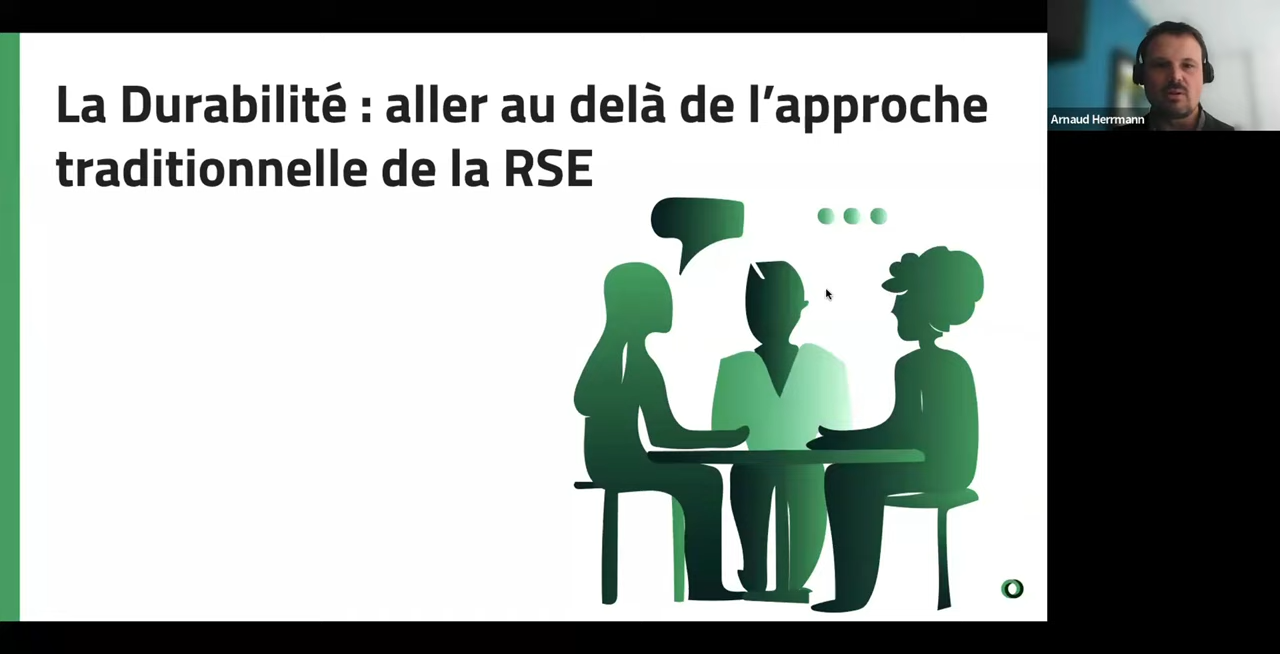 La Durabilité : aller au delà de l’approche
traditionnelle de la RSE
Arnaud Herrmann